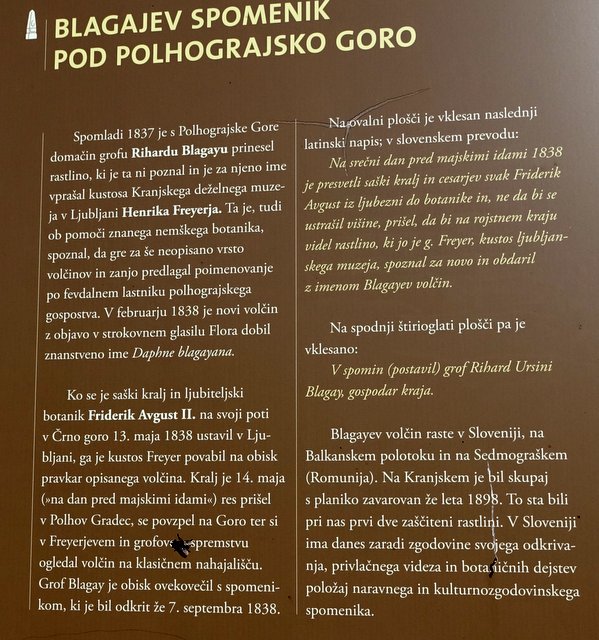 BLAGAJEV SPOMENIK
POD POLHOGRAJSKO GORO
Spomladi 1837 je s Polhograjske Gore
domačin grofu Rihardu Blagayu prinesel
rastlino, ki je ta ni poznal in je za njeno ime
vprašal kustosa Kranjskega deželnega muze-
ja v Ljubljani Henrika Freyerja. Ta je, tudi
ob pomoči znanega nemškega botanika,
spoznal, da gre za še neopisano vrsto
volčinov in zanjo predlagal poimenovanje
po fevdalnem lastniku polhograjskega
gospostva. V februarju 1838 je novi volčin
z objavo v strokovnem glasilu Flora dobil
znanstveno ime Daphne blagayana.
Ko se je saški kralj in ljubiteljski
botanik Friderik Avgust II. na svoji poti
v Črno goro 13. maja 1838 ustavil v Lju-
bljani, ga je kustos Freyer povabil na obisk
pravkar opisanega volčina. Kralj je 14. maja
(»na dan pred majskimi idami«) res prišel
v Polhov Gradec, se povzpel na Goro ter si
v Freyerjevem in grofovem spremstvu
ogledal volčin na klasičnem nahajališču.
Grof Blagay je obisk ovekovečil s spomeni-
kom, ki je bil odkrit že 7. septembra 1838.
Na ovalni plošči je vklesan naslednji
latinski napis; v slovenskem prevodu:
Na srečni dan pred majskimi idami 1838
je presvetli saški kralj in cesarjev svak Friderik
Avgust iz ljubezni do botanike in, ne da bi se
ustrašil višine, prišel, da bi na rojstnem kraju
videl rastlino, ki jo je g. Freyer, kustos ljubljan-
skega muzeja, spoznal za novo in obdaril
z imenom Blagayev volčin.
Na spodnji štirioglati plošči pa je
vklesano:
V spomin (postavil) grof Rihard Ursini
Blagay, gospodar kraja.
Blagayev volčin raste v Sloveniji, na
Balkanskem polotoku in na Sedmograškem
(Romunija). Na Kranjskem je bil skupaj
s planiko zavarovan že leta 1898. To sta bili
pri nas prvi dve zaščiteni rastlini. V Sloveniji
ima danes zaradi zgodovine svojega odkriva-
nja, privlačnega videza in botaničnih dejstev
položaj naravnega in kulturnozgodovinskega
spomenika.